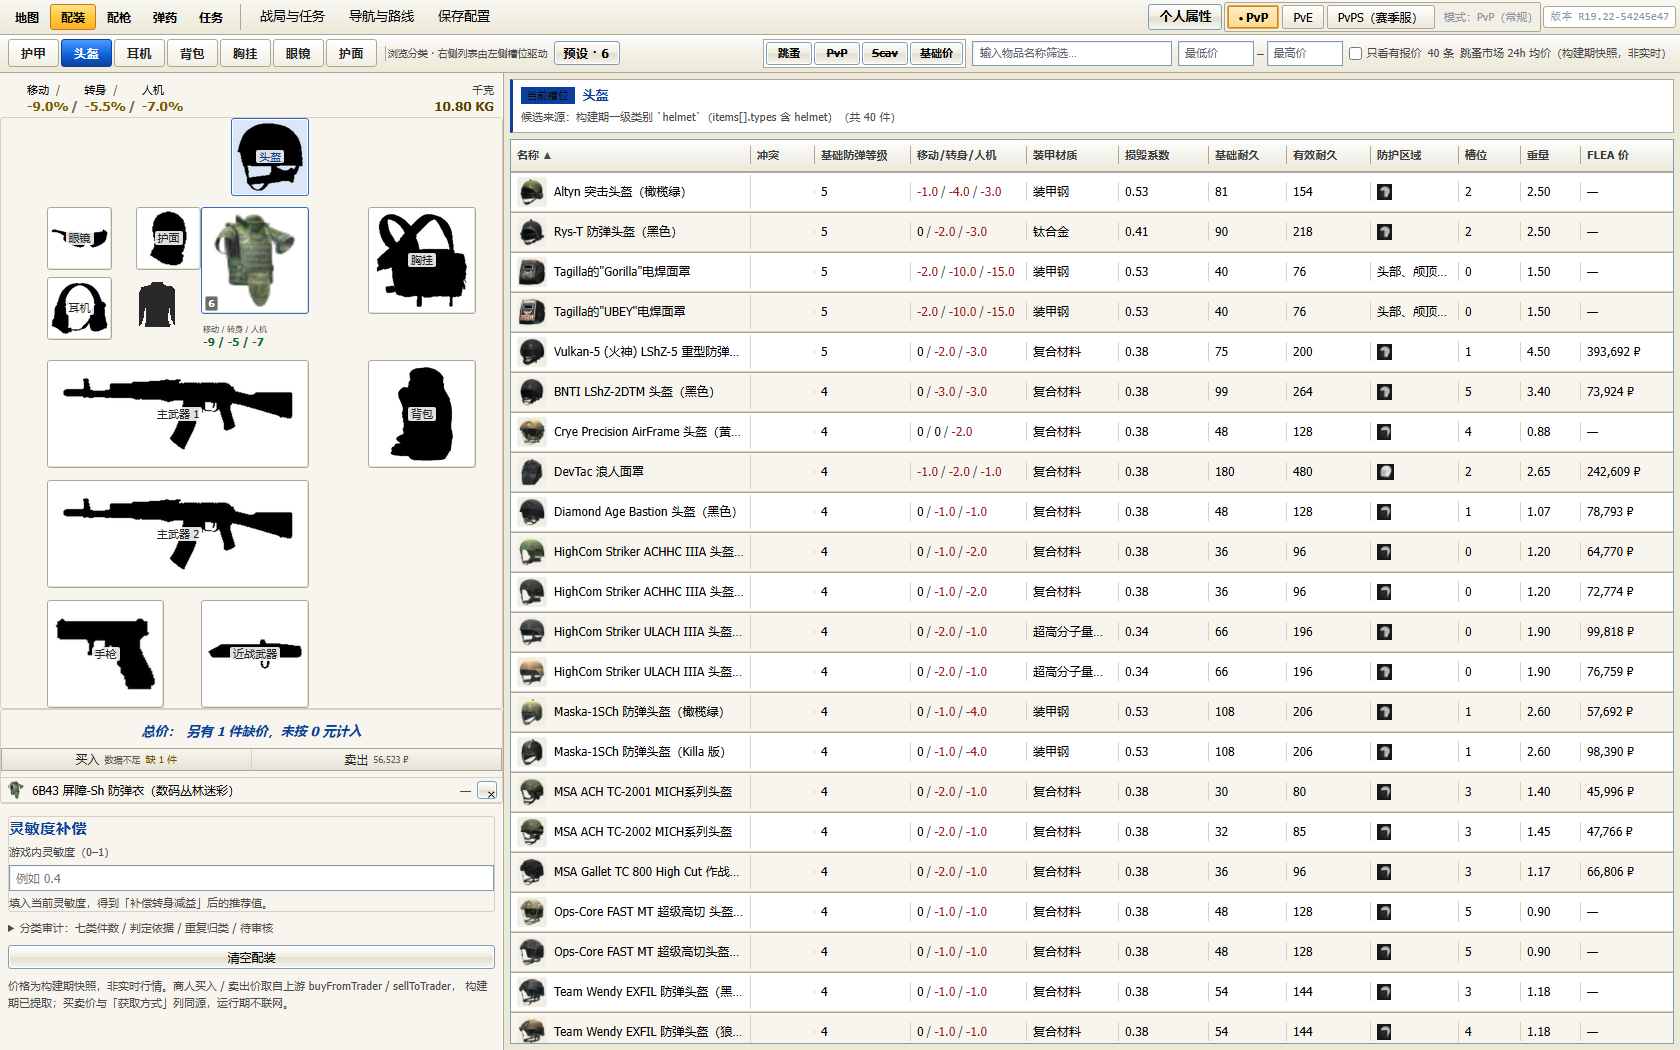 地图 配装 配枪 弹药 任务 战局与任务 导航与路线 保存配置 个人属性 • PvP PvE PvPS（赛季服） 模式：PvP（常规） 版本 R19.22-54245e47
护甲 头盔 耳机 背包 胸挂 眼镜 护面 浏览分类 · 右侧列表由左侧槽位驱动 预设 · 6 跳蚤 PvP Scav 基础价 输入物品名称筛选... 最低价 – 最高价 只看有报价 40 条 跳蚤市场 24h 均价（构建期快照，非实时）
移动 / 转身 / 人机 千克
-9.0% / -5.5% / -7.0% 10.80 KG
头盔
眼镜
护面
6
胸挂
耳机
移动 / 转身 / 人机
-9 / -5 / -7
主武器 1
背包
主武器 2
手枪
近战武器
总价： 另有 1 件缺价，未按 0 元计入
买入 数据不足 缺 1 件 卖出 56,523 ₽
6B43 屏障-Sh 防弹衣（数码丛林迷彩） — ×
灵敏度补偿
游戏内灵敏度（0–1）
例如 0.4
填入当前灵敏度，得到「补偿转身减益」后的推荐值。
▶ 分类审计：七类件数 / 判定依据 / 重复归类 / 待审核
清空配装
价格为构建期快照，非实时行情。商人买入 / 卖出价取自上游 buyFromTrader / sellToTrader， 构建
期已提取；买卖价与「获取方式」列同源，运行期不联网。
当前槽位 头盔
候选来源：构建期一级类别 `helmet`（items[].types 含 helmet）（共 40 件）
名称 ▲ 冲突 基础防弹等级 移动/转身/人机 装甲材质 损毁系数 基础耐久 有效耐久 防护区域 槽位 重量 FLEA 价
Altyn 突击头盔（橄榄绿） 5 -1.0 / -4.0 / -3.0 装甲钢 0.53 81 154 2 2.50 —
Rys-T 防弹头盔（黑色） 5 0 / -2.0 / -3.0 钛合金 0.41 90 218 2 2.50 —
Tagilla的"Gorilla"电焊面罩 5 -2.0 / -10.0 / -15.0 装甲钢 0.53 40 76 头部、颅顶... 0 1.50 —
Tagilla的"UBEY"电焊面罩 5 -2.0 / -10.0 / -15.0 装甲钢 0.53 40 76 头部、颅顶... 0 1.50 —
Vulkan-5 (火神) LShZ-5 重型防弹... 5 0 / -2.0 / -3.0 复合材料 0.38 75 200 1 4.50 393,692 ₽
BNTI LShZ-2DTM 头盔（黑色） 4 0 / -3.0 / -3.0 复合材料 0.38 99 264 5 3.40 73,924 ₽
Crye Precision AirFrame 头盔（黄... 4 0 / 0 / -2.0 复合材料 0.38 48 128 4 0.88 —
DevTac 浪人面罩 4 -1.0 / -2.0 / -1.0 复合材料 0.38 180 480 2 2.65 242,609 ₽
Diamond Age Bastion 头盔（黑色） 4 0 / -1.0 / -1.0 复合材料 0.38 48 128 1 1.07 78,793 ₽
HighCom Striker ACHHC IIIA 头盔... 4 0 / -1.0 / -2.0 复合材料 0.38 36 96 0 1.20 64,770 ₽
HighCom Striker ACHHC IIIA 头盔... 4 0 / -1.0 / -2.0 复合材料 0.38 36 96 0 1.20 72,774 ₽
HighCom Striker ULACH IIIA 头盔... 4 0 / -2.0 / -1.0 超高分子量... 0.34 66 196 0 1.90 99,818 ₽
HighCom Striker ULACH IIIA 头盔... 4 0 / -2.0 / -1.0 超高分子量... 0.34 66 196 0 1.90 76,759 ₽
Maska-1SCh 防弹头盔（橄榄绿） 4 0 / -1.0 / -4.0 装甲钢 0.53 108 206 1 2.60 57,692 ₽
Maska-1SCh 防弹头盔（Killa 版） 4 0 / -1.0 / -4.0 装甲钢 0.53 108 206 1 2.60 98,390 ₽
MSA ACH TC-2001 MICH系列头盔 4 0 / -2.0 / -1.0 复合材料 0.38 30 80 3 1.40 45,996 ₽
MSA ACH TC-2002 MICH系列头盔 4 0 / -2.0 / -1.0 复合材料 0.38 32 85 3 1.45 47,766 ₽
MSA Gallet TC 800 High Cut 作战... 4 0 / -2.0 / -1.0 复合材料 0.38 36 96 3 1.17 66,806 ₽
Ops-Core FAST MT 超级高切 头盔... 4 0 / -1.0 / -1.0 复合材料 0.38 48 128 5 0.90 —
Ops-Core FAST MT 超级高切头盔... 4 0 / -1.0 / -1.0 复合材料 0.38 48 128 5 0.90 —
Team Wendy EXFIL 防弹头盔（黑... 4 0 / -1.0 / -1.0 复合材料 0.38 54 144 3 1.18 —
Team Wendy EXFIL 防弹头盔（狼... 4 0 / -1.0 / -1.0 复合材料 0.38 54 144 4 1.18 —